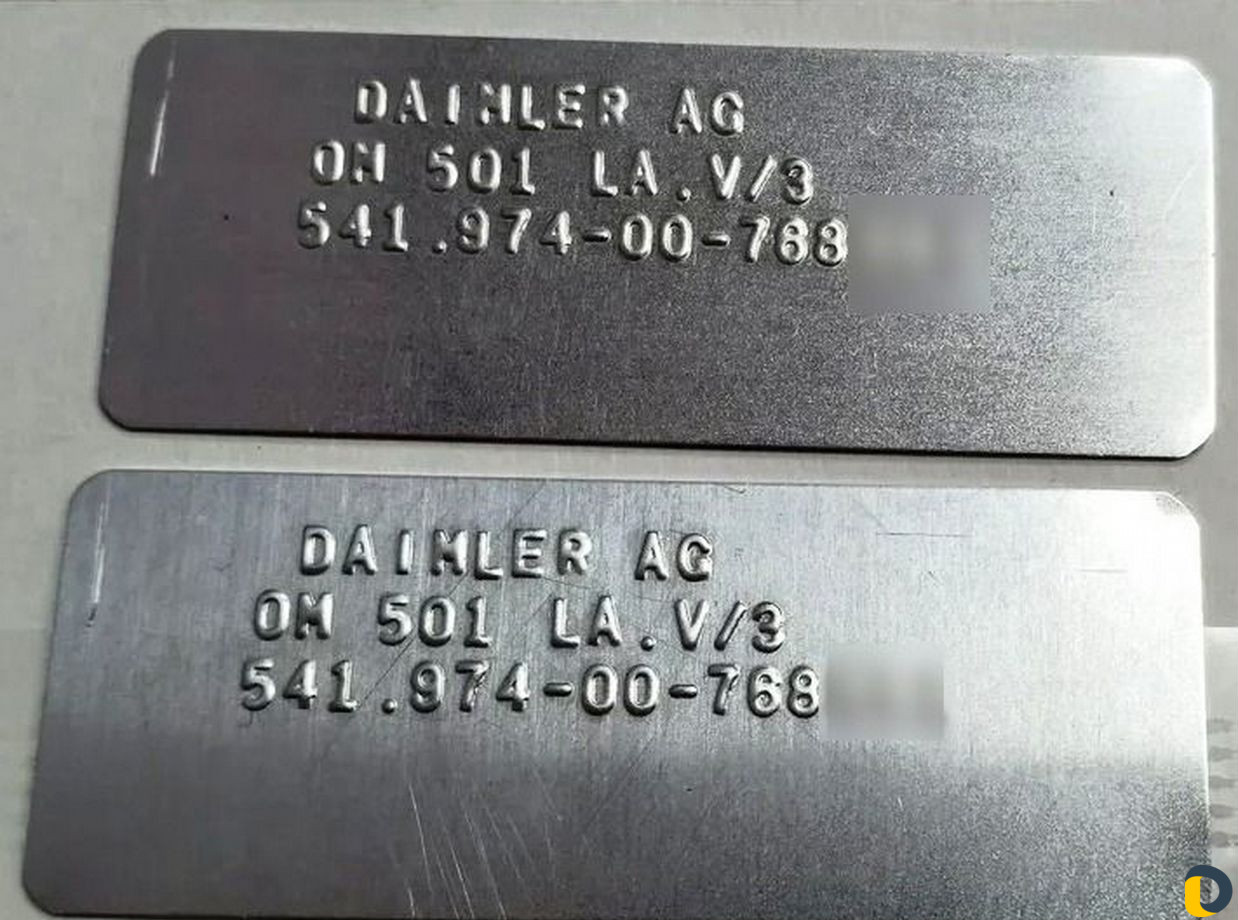 DAIMLER AG
OM 501 LA.V/3
541.974-00-768
DAIMLER AG
OM 501 LA.V/3
541.974-00-768